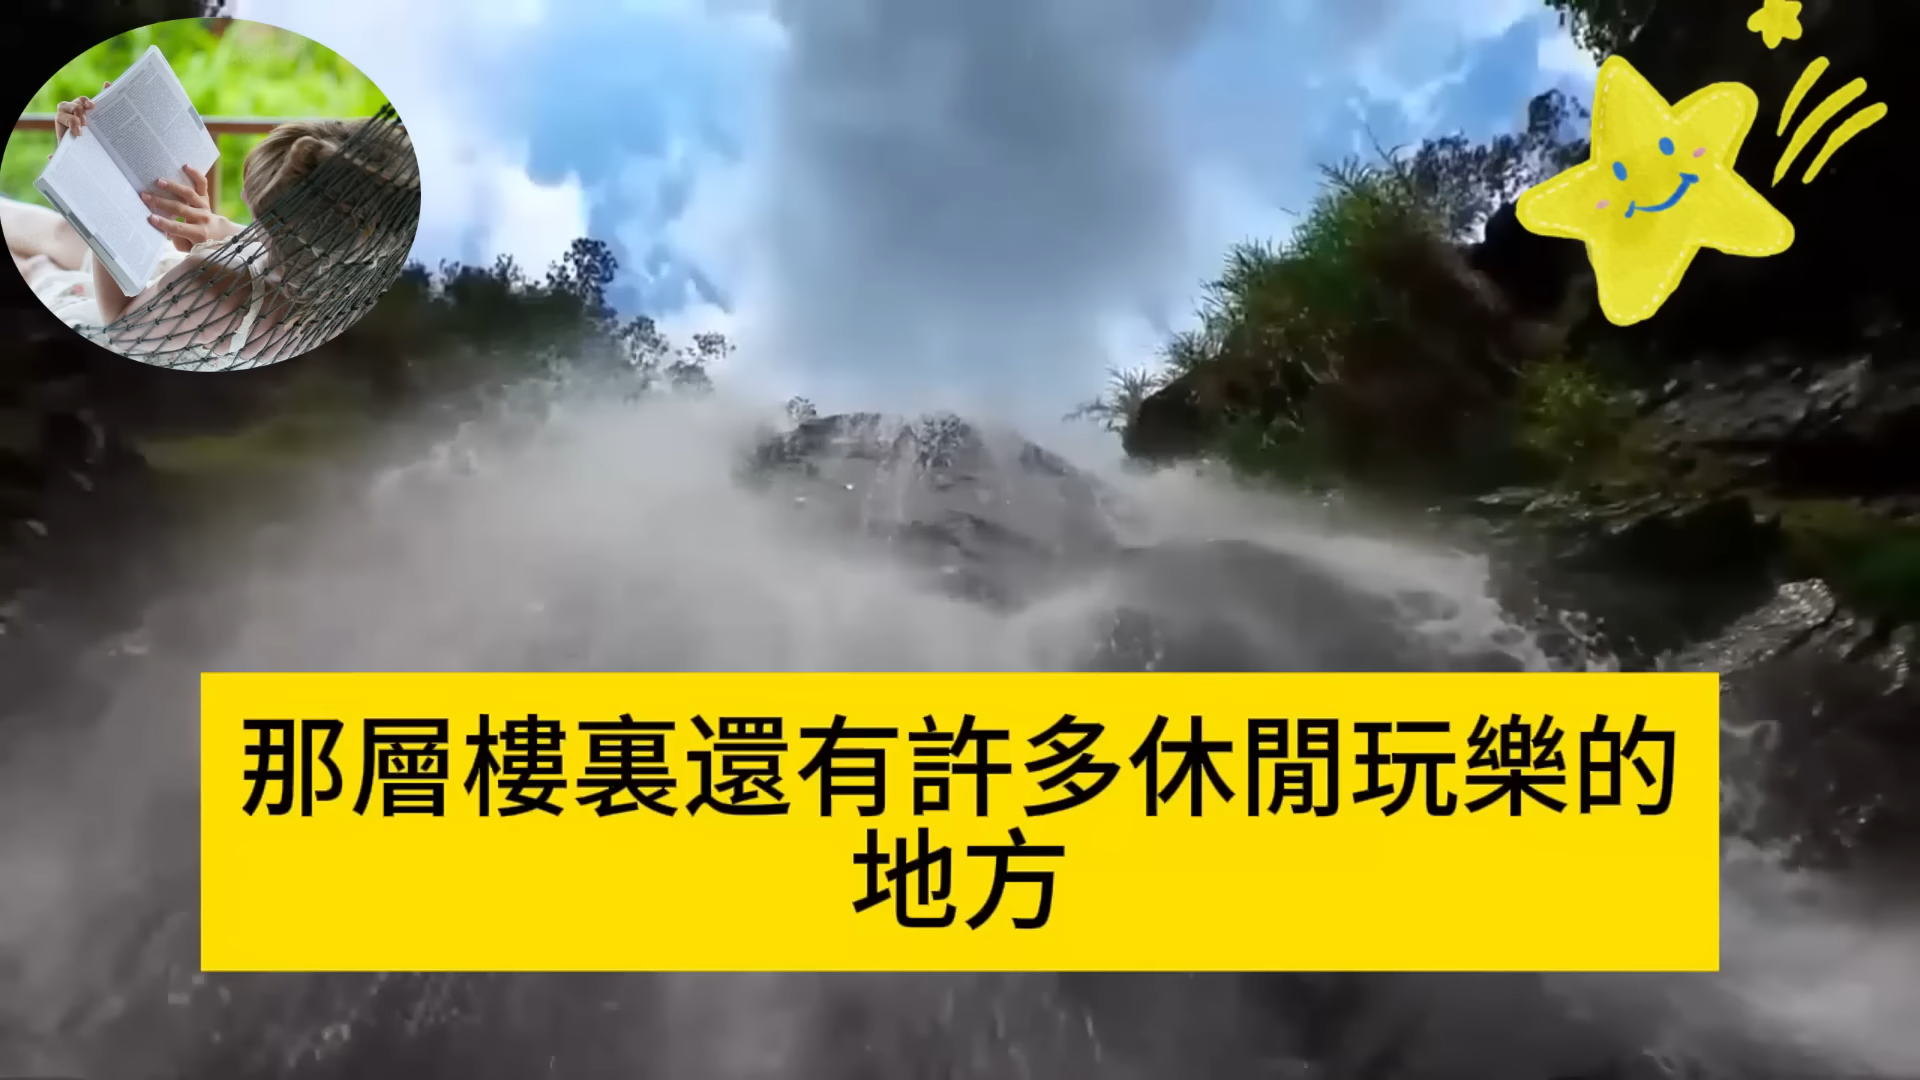 那層樓裏還有許多休閒玩樂的
地方